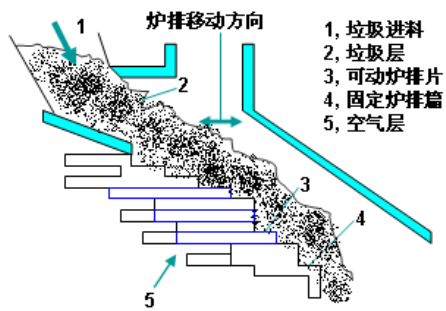 炉排移动方向
1, 垃圾进料
2, 垃圾层
3, 可动炉排片
4, 固定炉排篇
5, 空气层
1
2
3
4
5